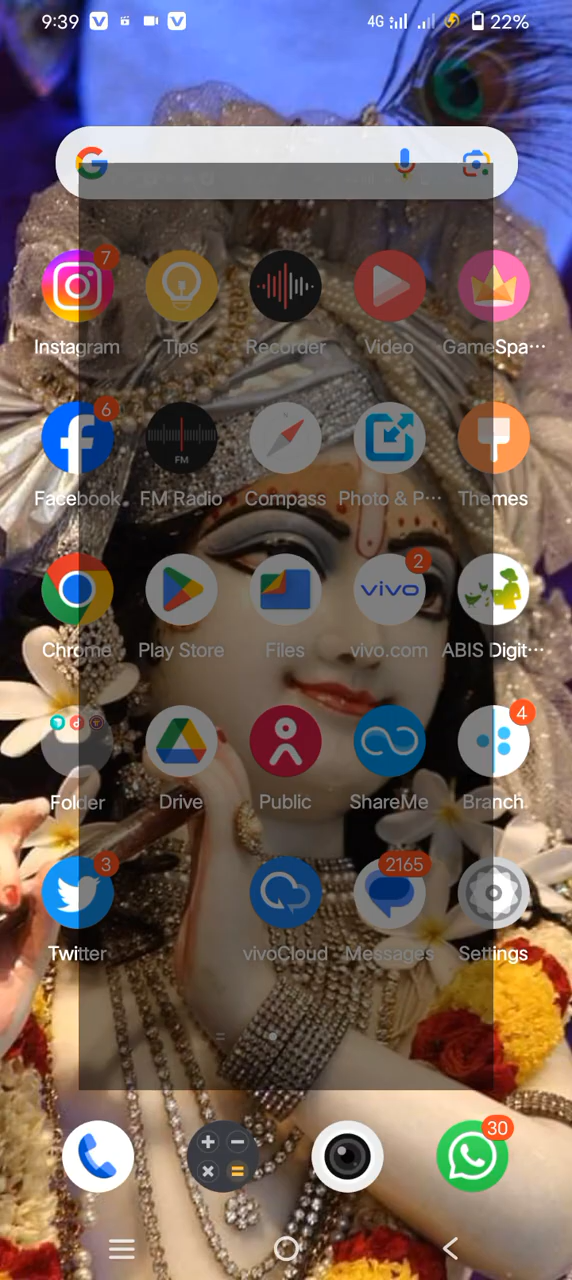 9:39 4G 22%
7
Instagram Tips Recorder Video GameSpa···
6
Facebook FM Radio Compass Photo & P···  Themes
FM
2
vivo
Chrome Play Store Files vivo.com ABIS Digit···
4
Folder Drive Public ShareMe Branch
3 2165
Twitter vivoCloud Messages Settings
30